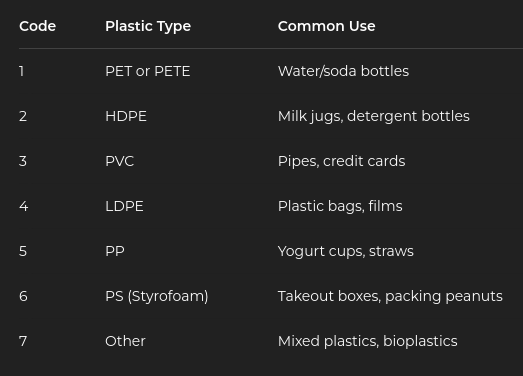 Code Plastic Type Common Use
1 PET or PETE Water/soda bottles
2 HDPE Milk jugs, detergent bottles
3 PVC Pipes, credit cards
4 LDPE Plastic bags, films
5 PP Yogurt cups, straws
6 PS (Styrofoam) Takeout boxes, packing peanuts
7 Other Mixed plastics, bioplastics